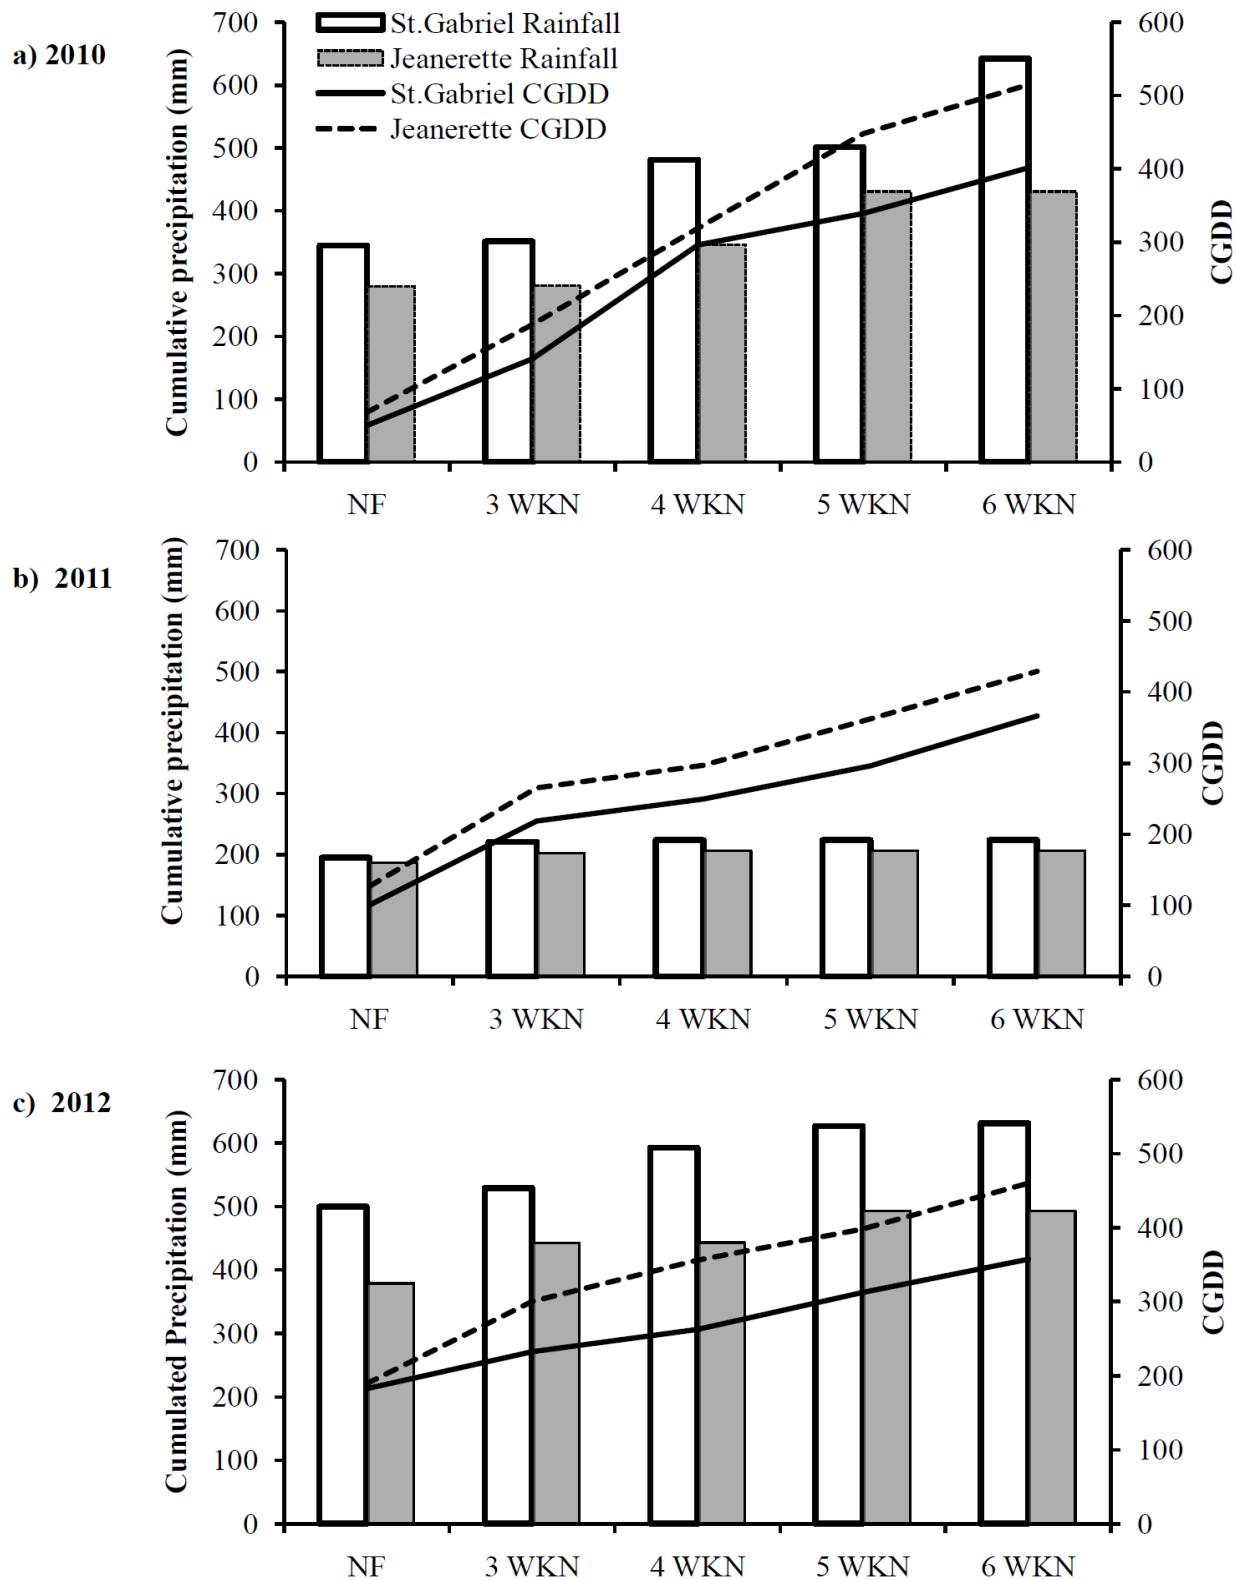 a) 2010
St.Gabriel Rainfall
Jeanerette Rainfall
St.Gabriel CGDD
Jeanerette CGDD
Cumulative precipitation (mm)
700
600
500
400
300
200
100
0
600
500
400
300
200
100
0
CGDD
NF 3 WKN 4 WKN 5 WKN 6 WKN
b) 2011
Cumulative precipitation (mm)
700
600
500
400
300
200
100
0
600
500
400
300
200
100
0
CGDD
NF 3 WKN 4 WKN 5 WKN 6 WKN
c) 2012
Cumulated Precipitation (mm)
700
600
500
400
300
200
100
0
600
500
400
300
200
100
0
CGDD
NF 3 WKN 4 WKN 5 WKN 6 WKN